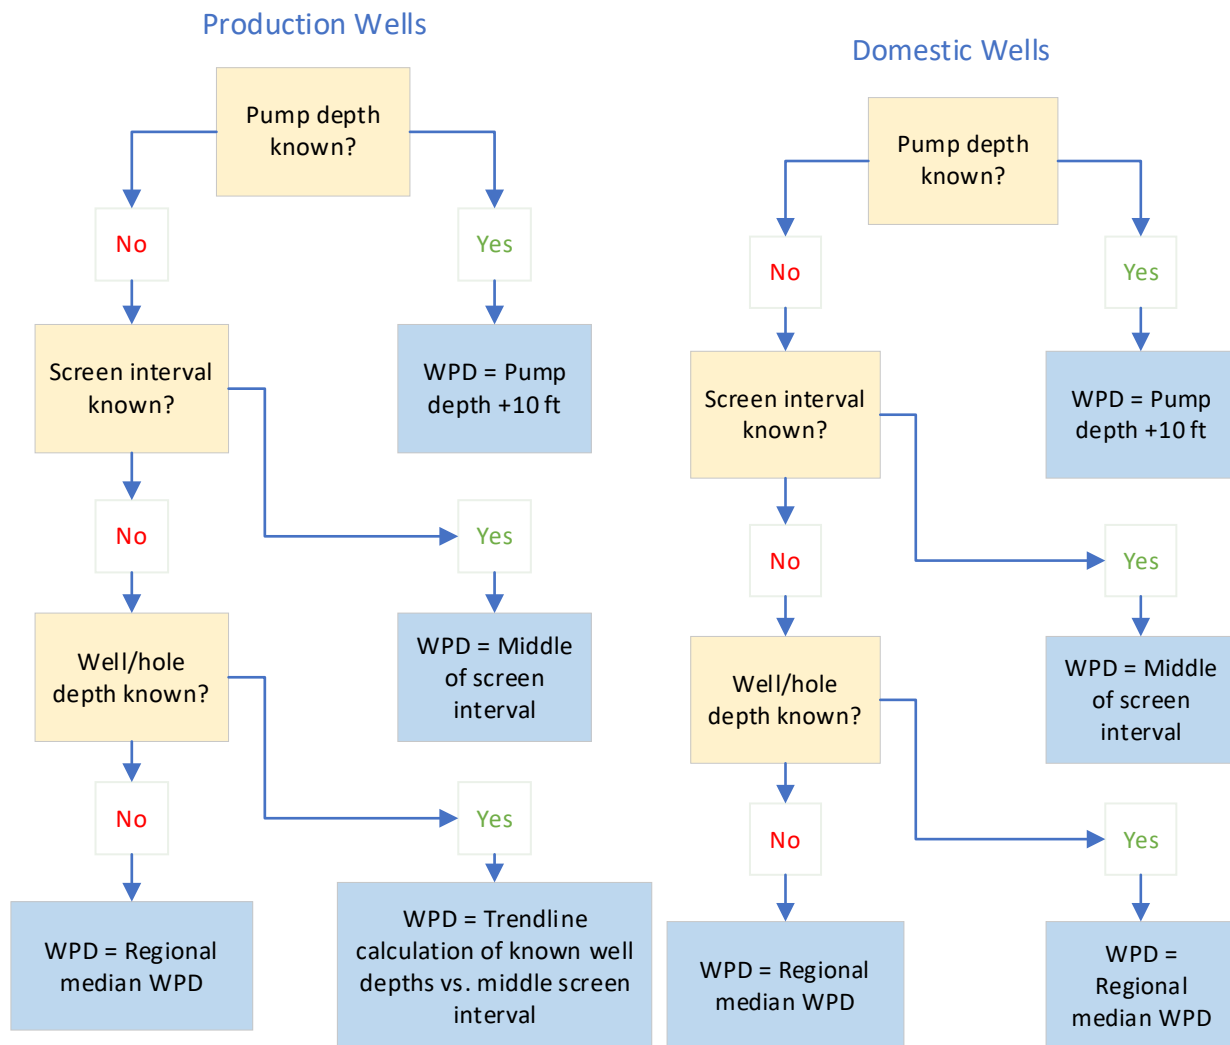 Production Wells
Pump depth
known?
No
Yes
Screen interval
known?
WPD = Pump
depth +10 ft
No
Yes
Well/hole
depth known?
WPD = Middle
of screen
interval
No
Yes
WPD = Regional
median WPD
WPD = Trendline
calculation of known well
depths vs. middle screen
interval
Domestic Wells
Pump depth
known?
No
Yes
Screen interval
known?
WPD = Pump
depth +10 ft
No
Yes
Well/hole
depth known?
WPD = Middle
of screen
interval
No
Yes
WPD = Regional
median WPD
WPD =
Regional
median WPD